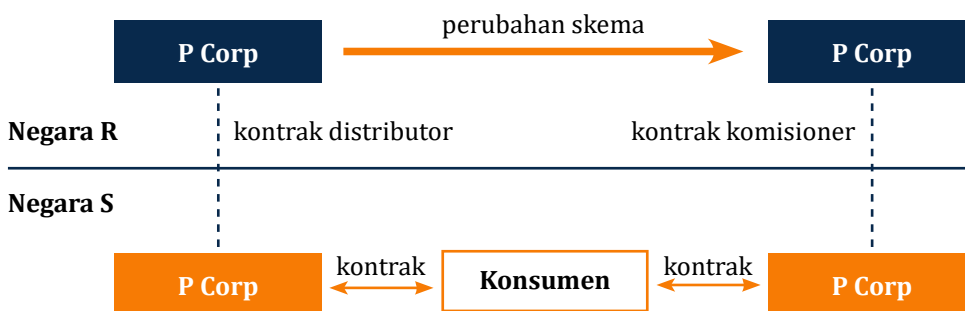 perubahan skema
P Corp
P Corp
Negara R
kontrak distributor
kontrak komisioner
Negara S
kontrak
kontrak
P Corp
Konsumen
P Corp